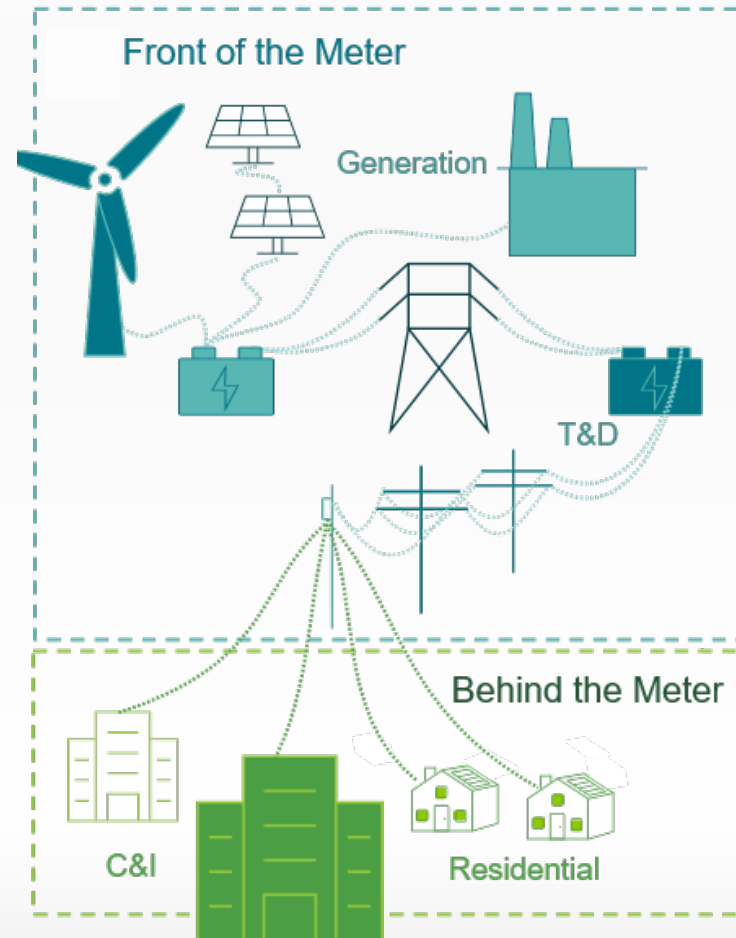 Front of the Meter
Generation
T&D
Behind the Meter
C&I
Residential